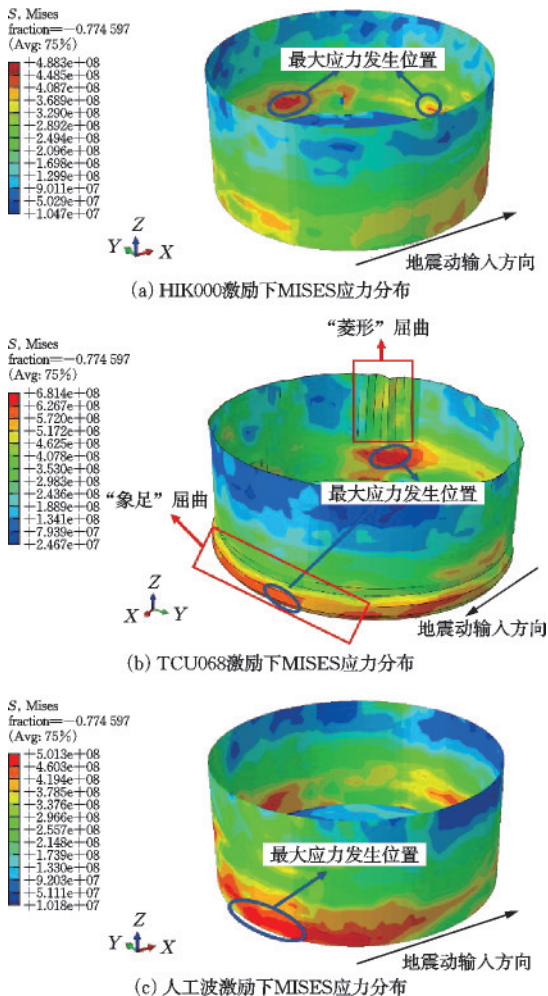 S, Mises
fraction=−0.774 597
(Avg: 75%)
+4.883e+08
+4.485e+08
+4.087e+08
+3.689e+08
+3.290e+08
+2.892e+08
+2.494e+08
+2.096e+08
+1.698e+08
+1.299e+08
+9.011e+07
+5.029e+07
+1.047e+07
最大应力发生位置
Z
Y
X
地震动输入方向
(a) HIK000激励下MISES应力分布
“菱形”屈曲
S, Mises
fraction=−0.774 597
(Avg: 75%)
+6.814e+08
+6.267e+08
+5.720e+08
+5.172e+08
+4.625e+08
+4.078e+08
+3.530e+08
+2.983e+08
+2.436e+08
+1.889e+08
+1.341e+08
+7.939e+07
+2.467e+07
最大应力发生位置
“象足”屈曲
Z
X
Y
地震动输入方向
(b) TCU068激励下MISES应力分布
S, Mises
fraction=−0.774 597
(Avg: 75%)
+5.013e+08
+4.603e+08
+4.194e+08
+3.785e+08
+3.376e+08
+2.966e+08
+2.557e+08
+2.148e+08
+1.739e+08
+1.330e+08
+9.203e+07
+5.111e+07
+1.018e+07
最大应力发生位置
Z
Y
X
地震动输入方向
(c) 人工波激励下MISES应力分布